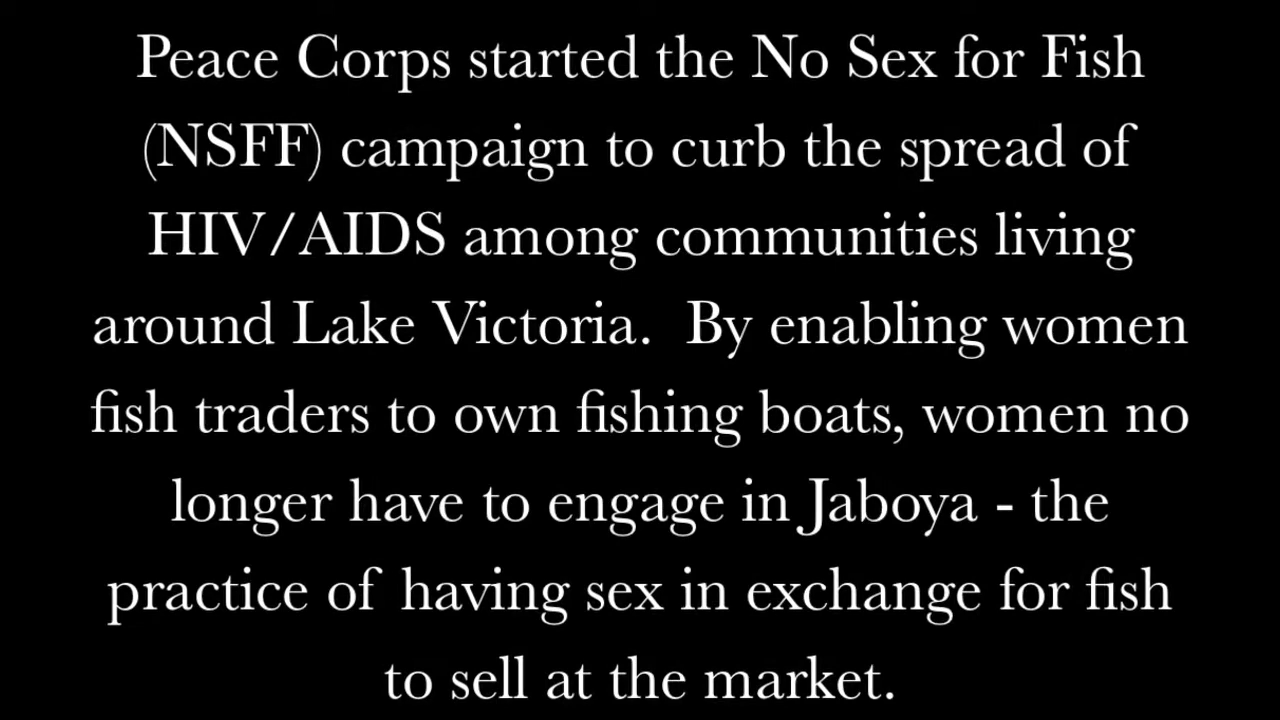 Peace Corps started the No Sex for Fish
(NSFF) campaign to curb the spread of
HIV/AIDS among communities living
around Lake Victoria.  By enabling women
fish traders to own fishing boats, women no
longer have to engage in Jaboya - the
practice of having sex in exchange for fish
to sell at the market.